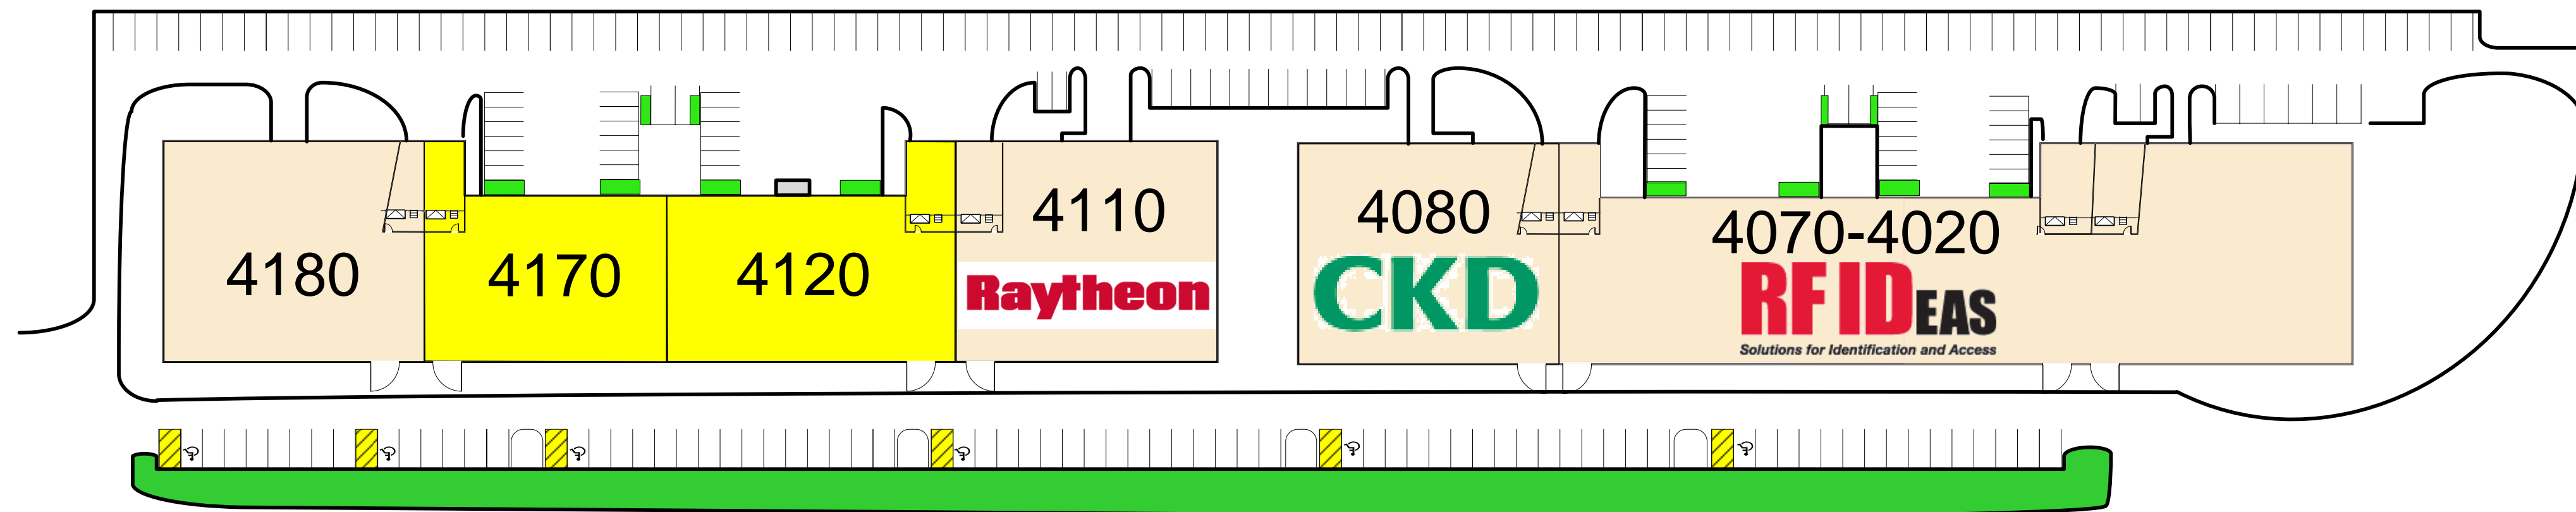 4180
4170
4120
4110
Raytheon
4080
CKD
4070-4020
RF IDEAS
Solutions for Identification and Access